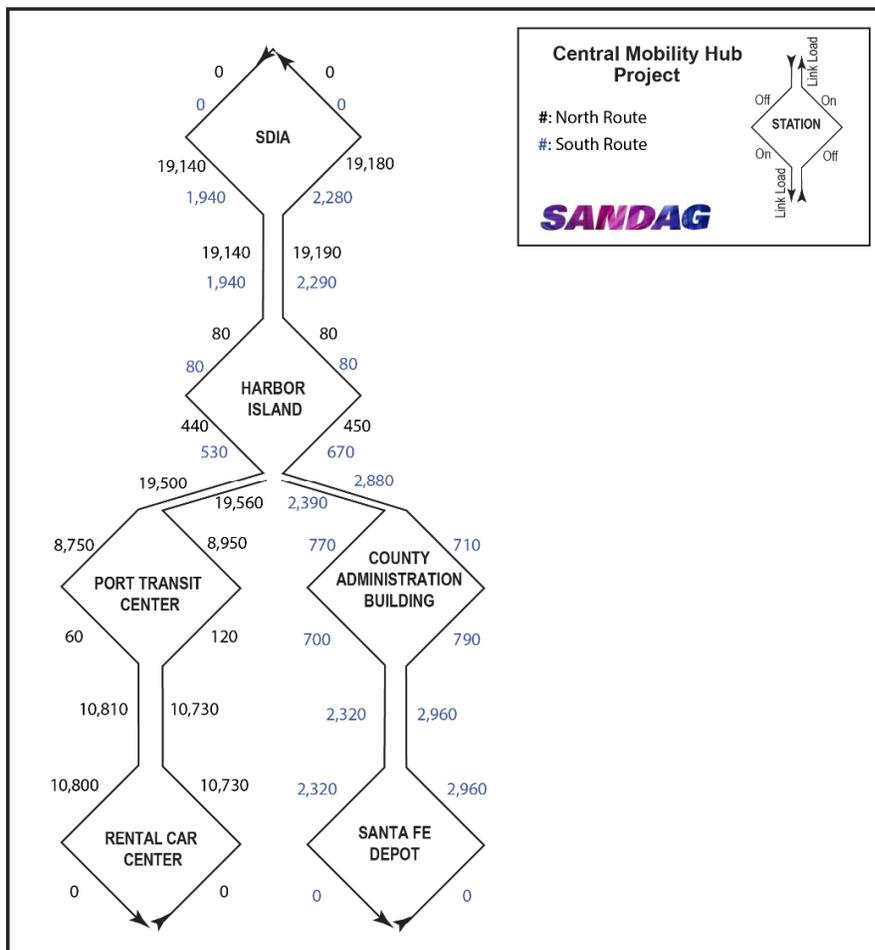 Central Mobility Hub
Project
#: North Route
#: South Route
SANDAG
Link Load
Off
On
STATION
On
Off
Link Load
0
0
0
0
SDIA
19,140
19,180
1,940
2,280
19,140
19,190
1,940
2,290
80
80
80
80
HARBOR
ISLAND
440
450
530
670
19,500
2,880
19,560
2,390
8,750
8,950
770
710
PORT TRANSIT
CENTER
COUNTY
ADMINISTRATION
BUILDING
60
120
700
790
10,810
10,730
2,320
2,960
10,800
10,730
2,320
2,960
RENTAL CAR
CENTER
SANTA FE
DEPOT
0
0
0
0